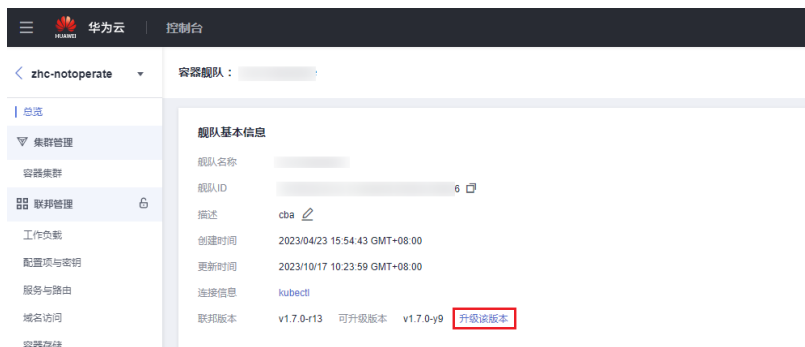 HUAWEI 华为云 控制台
zhc-notoperate
容器舰队：
总览
集群管理
容器集群
联邦管理
工作负载
配置项与密钥
服务与路由
域名访问
容器存储
舰队基本信息
舰队名称
舰队ID 6
描述 cba
创建时间 2023/04/23 15:54:43 GMT+08:00
更新时间 2023/10/17 10:23:59 GMT+08:00
连接信息 kubectl
联邦版本 v1.7.0-r13 可升级版本 v1.7.0-y9 升级该版本